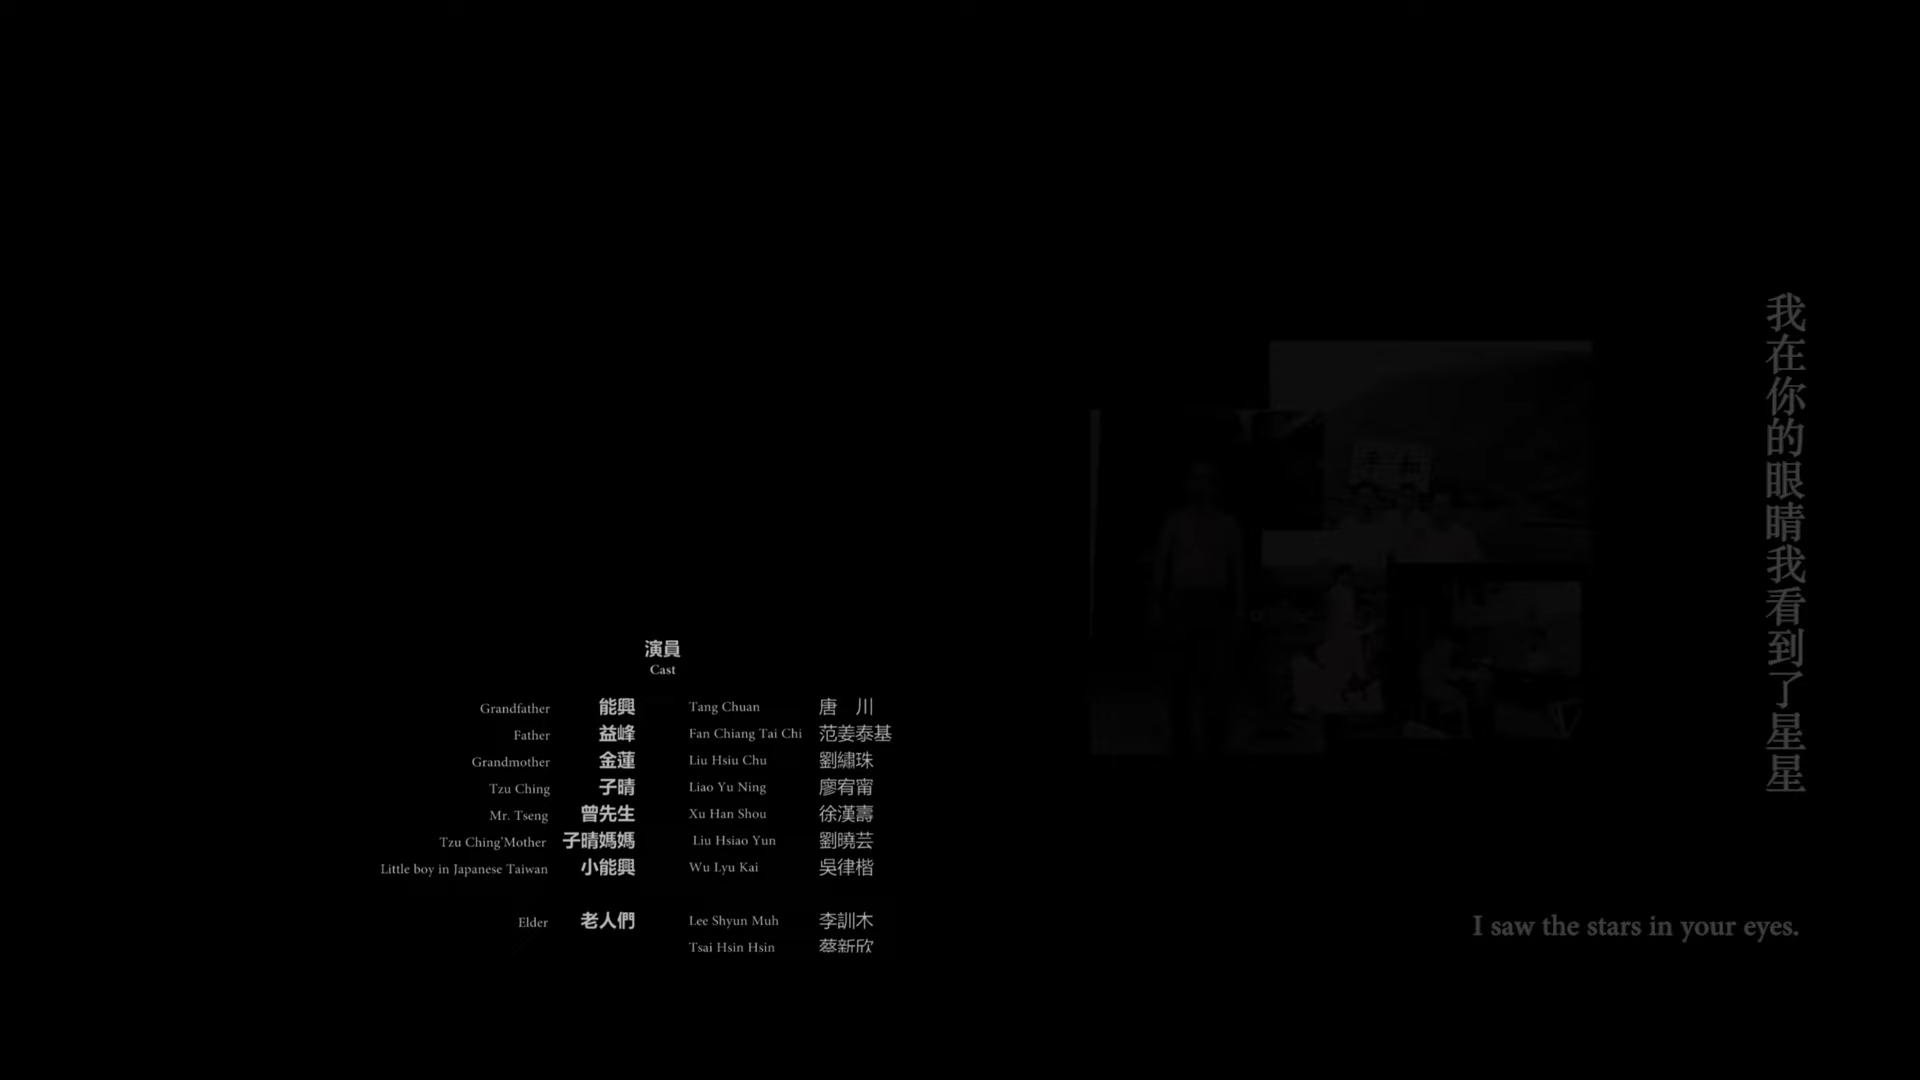 演員
Cast
Grandfather 能興 Tang Chuan 唐 川
Father 益峰 Fan Chiang Tai Chi 范姜泰基
Grandmother 金蓮 Liu Hsiu Chu 劉繡珠
Tzu Ching 子晴 Liao Yu Ning 廖宥甯
Mr. Tseng 曾先生 Xu Han Shou 徐漢壽
Tzu Ching'Mother 子晴媽媽 Liu Hsiao Yun 劉曉芸
Little boy in Japanese Taiwan 小能興 Wu Lyu Kai 吳律楷
Elder 老人們 Lee Shyun Muh 李訓木
Tsai Hsin Hsin 蔡新欣
我在你的眼睛我看到了星星
I saw the stars in your eyes.